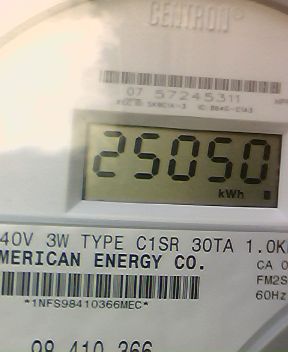 CENTRON®
07 57245311
25050
kWh
40V 3W TYPE C1SR 30TA 1.0K
MERICAN ENERGY CO.
CA 0
FM2S
60Hz
*1NFS98410366MEC*
98 410 366